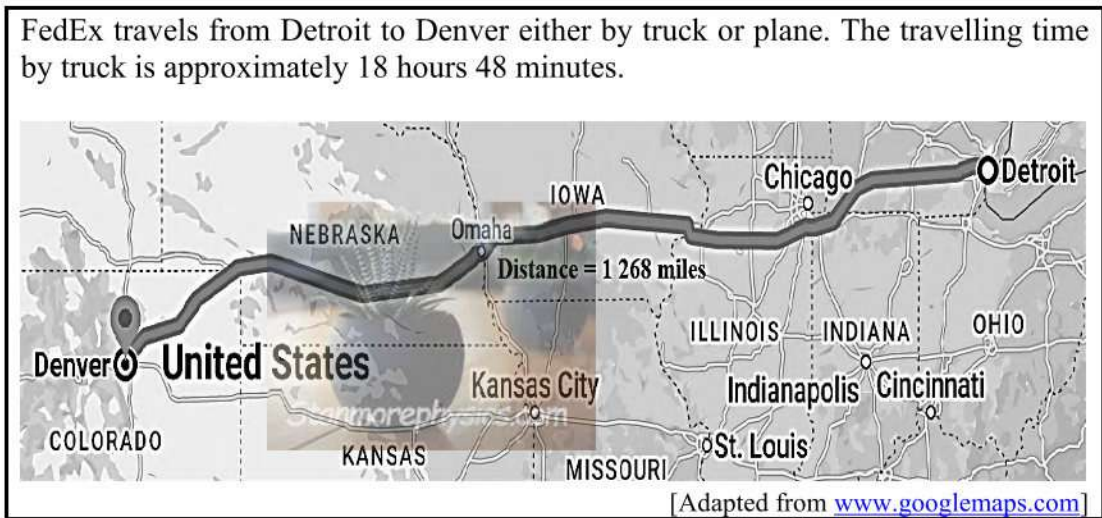 FedEx travels from Detroit to Denver either by truck or plane. The travelling time
by truck is approximately 18 hours 48 minutes.
Chicago
Detroit
IOWA
NEBRASKA
Omaha
Distance = 1 268 miles
ILLINOIS
INDIANA
OHIO
Denver
United States
Kansas City
Indianapolis
Cincinnati
Stanmorephysics.com
COLORADO
KANSAS
St. Louis
MISSOURI
[Adapted from www.googlemaps.com]